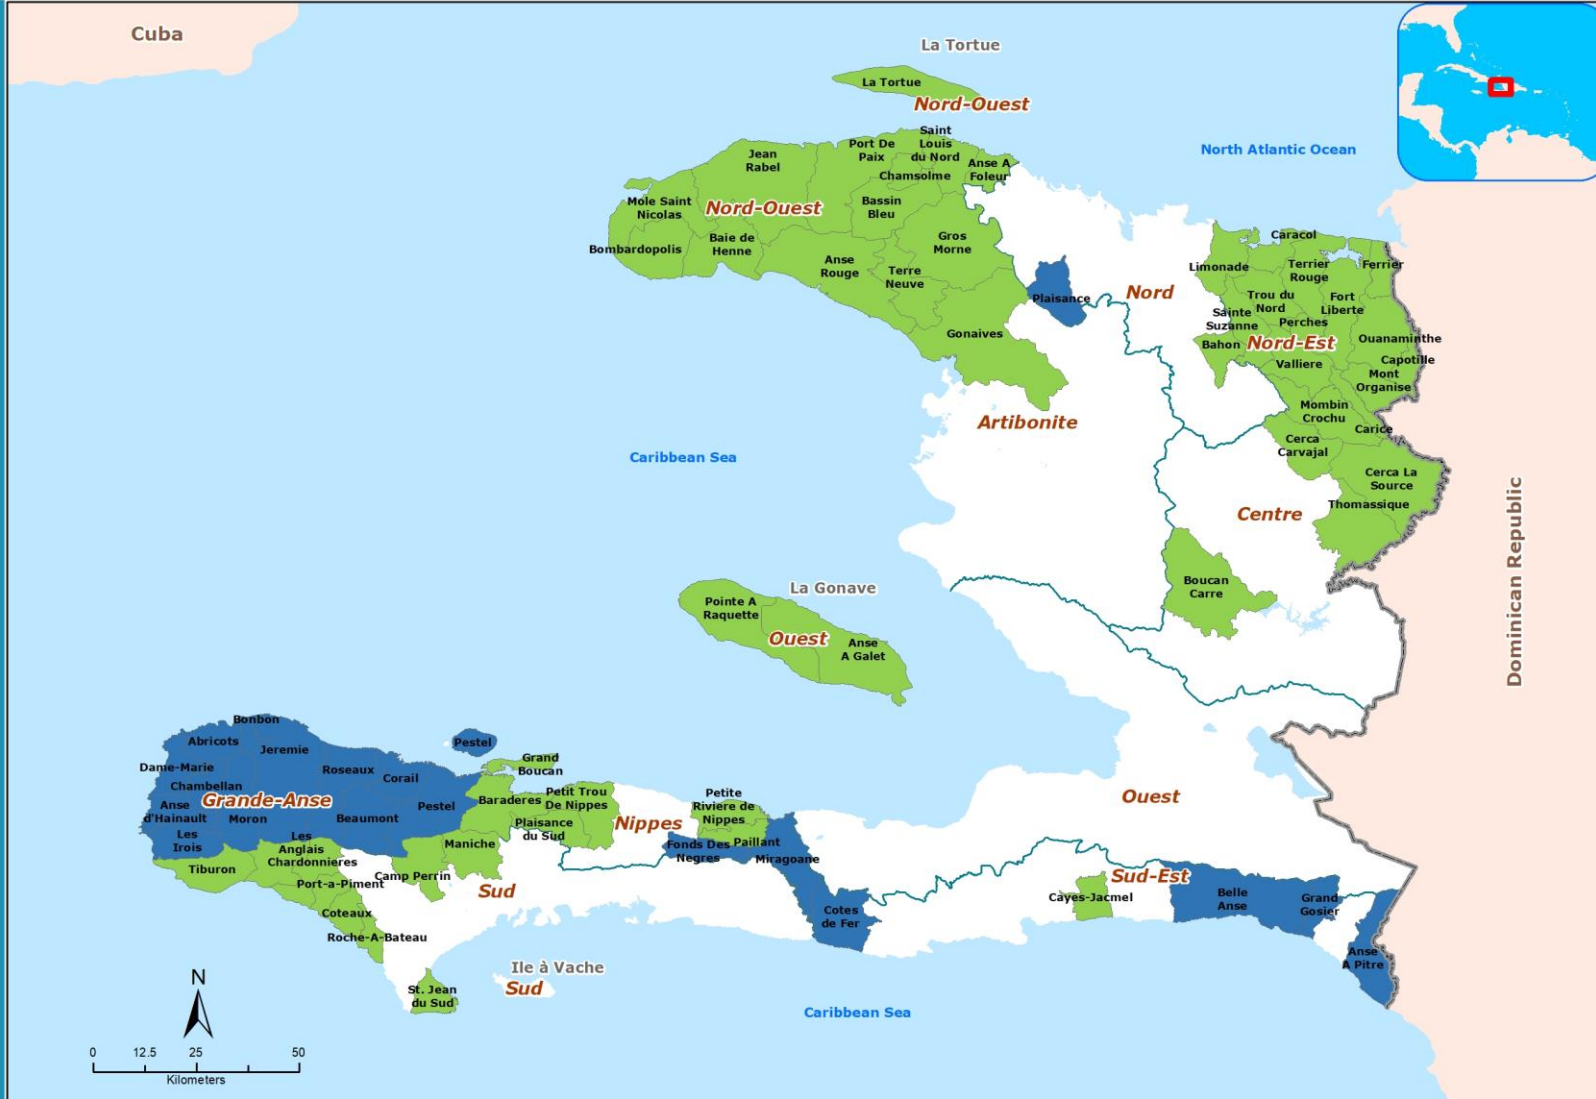 Cuba
La Tortue
La Tortue
Nord-Ouest
North Atlantic Ocean
Jean
Rabel
Port De
Paix
Saint
Louis
du Nord
Anse A
Foleur
Chamsolme
Mole Saint
Nicolas
Nord-Ouest
Bassin
Bleu
Bombardopolis
Baie de
Henne
Gros
Morne
Anse
Rouge
Terre
Neuve
Gonaives
Plaisance
Nord
Caracol
Limonade
Terrier
Rouge
Ferrier
Trou du
Nord
Fort
Liberte
Sainte
Suzanne
Perches
Bahon
Nord-Est
Ouanaminthe
Valliere
Capotille
Mont
Organise
Mombin
Crochu
Carice
Artibonite
Cerca
Carvajal
Cerca La
Source
Thomassique
Caribbean Sea
Centre
Dominican Republic
Boucan
Carre
La Gonave
Pointe A
Raquette
Ouest
Anse
A Galet
Bonbon
Abricots
Jeremie
Pestel
Dame-Marie
Roseaux
Corail
Chambellan
Grande-Anse
Pestel
Anse
d'Hainault
Moron
Beaumont
Les
Irois
Les
Anglais
Chardonnieres
Tiburon
Port-a-Piment
Camp Perrin
Maniche
Coteaux
Roche-A-Bateau
Grand
Boucan
Baraderes
Petit Trou
De Nippes
Plaisance
du Sud
Nippes
Petite
Riviere de
Nippes
Fonds Des
Negres
Paillant
Miragoane
Ouest
Sud
Cotes
de Fer
Cayes-Jacmel
Sud-Est
Belle
Anse
Grand
Gosier
Anse
A Pitre
Ile à Vache
Sud
St. Jean
du Sud
Caribbean Sea
N
0 12.5 25 50
Kilometers